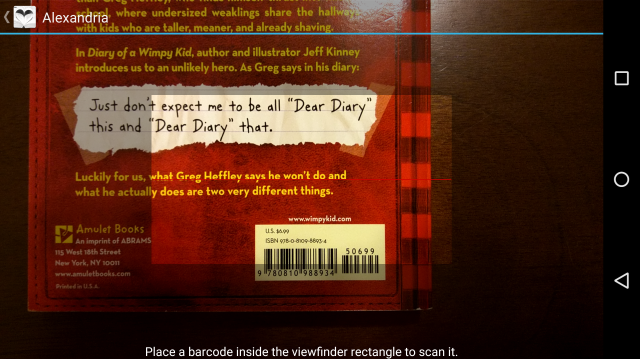 Alexandria
school, where undersized weaklings share the hallways
with kids who are taller, meaner, and already shaving.
In Diary of a Wimpy Kid, author and illustrator Jeff Kinney
introduces us to an unlikely hero. As Greg says in his diary:
Just don't expect me to be all "Dear Diary"
this and "Dear Diary" that.
Luckily for us, what Greg Heffley says he won't do and
what he actually does are two very different things.
www.wimpykid.com
Amulet Books
An imprint of ABRAMS
115 West 18th Street
New York, NY 10011
www.amuletbooks.com
Printed in U.S.A.
U.S. $6.99
ISBN 978-0-8109-8893-4
50699
9 780810 988934
Place a barcode inside the viewfinder rectangle to scan it.